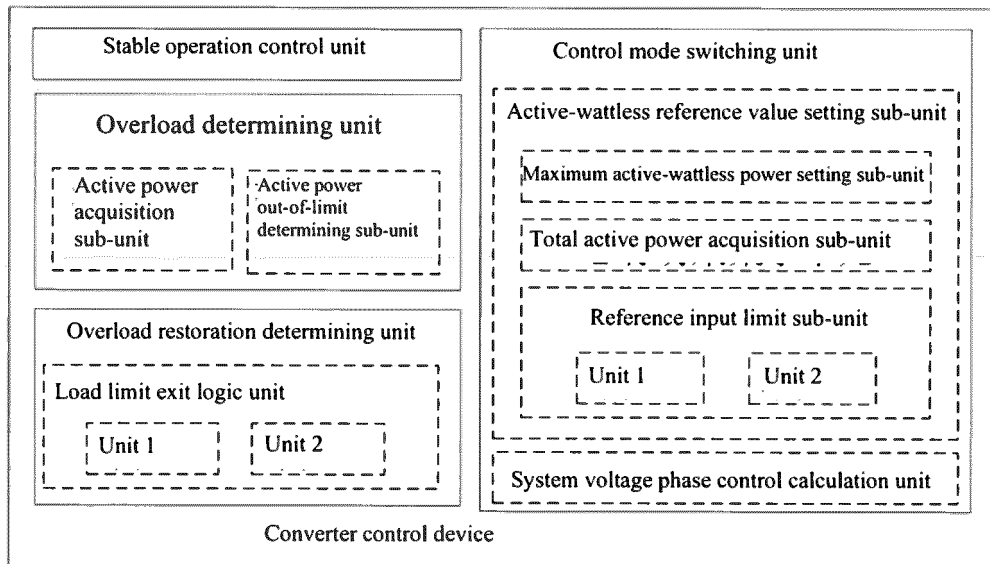 Stable operation control unit
Overload determining unit
Active power
acquisition
sub-unit
Active power
out-of-limit
determining sub-unit
Overload restoration determining unit
Load limit exit logic unit
Unit 1
Unit 2
Control mode switching unit
Active-wattless reference value setting sub-unit
Maximum active-wattless power setting sub-unit
Total active power acquisition sub-unit
Reference input limit sub-unit
Unit 1
Unit 2
System voltage phase control calculation unit
Converter control device